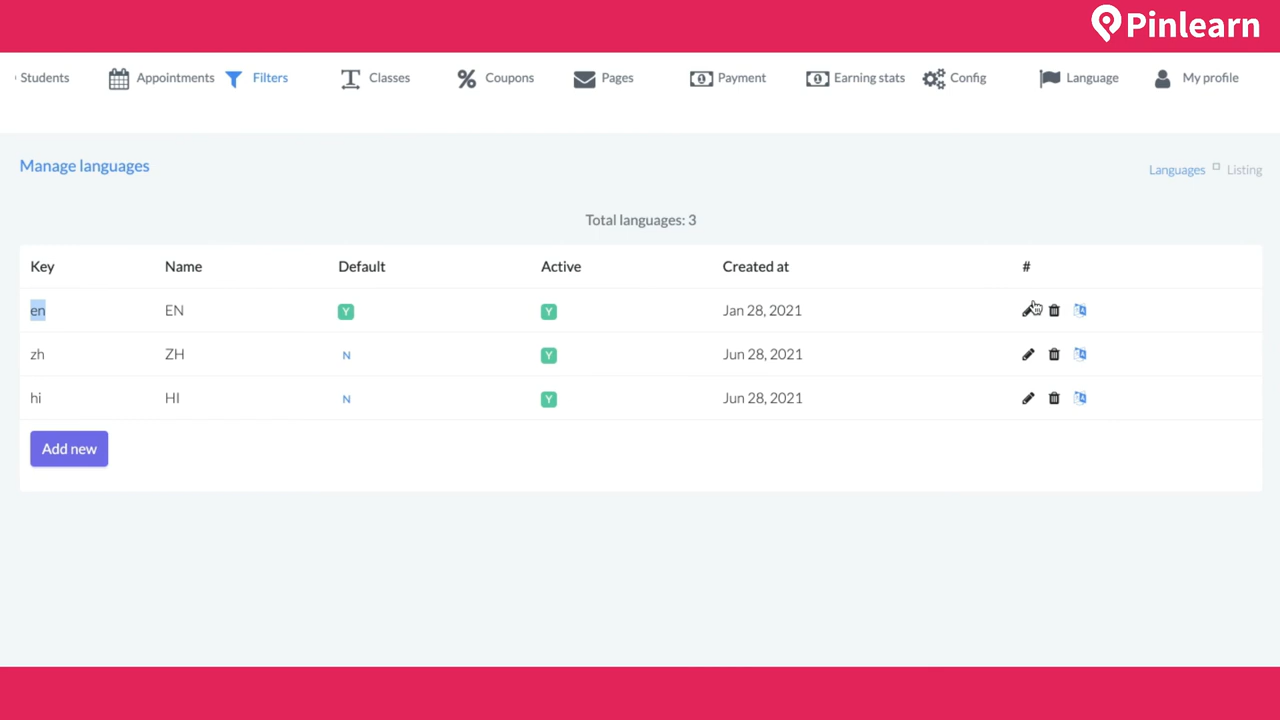 Pinlearn
Students Appointments Filters Classes Coupons Pages Payment Earning stats Config Language My profile
Manage languages
Languages Listing
Total languages: 3
Key Name Default Active Created at #
en EN Y Y Jan 28, 2021
zh ZH N Y Jun 28, 2021
hi HI N Y Jun 28, 2021
Add new